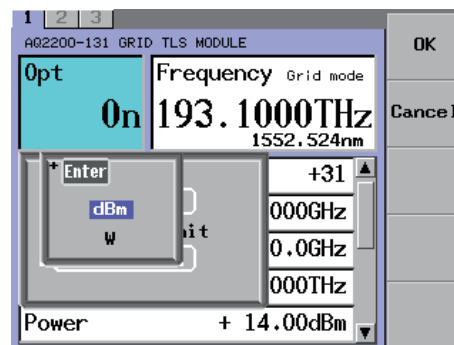 1 2 3
AQ2200-131 GRID TLS MODULE
OK
Opt
On
Frequency Grid mode
193.1000THz
1552.524nm
Cancel
Enter
dBm
W
+31
000GHz
0.0GHz
000THz
Power + 14.00dBm